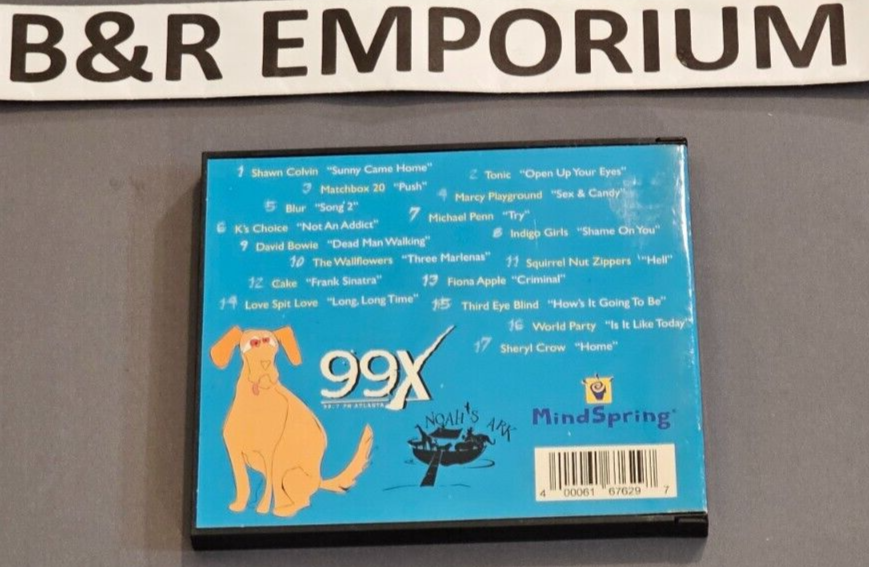 B&R EMPORIUM
1 Shawn Colvin "Sunny Came Home"
2 Tonic "Open Up Your Eyes"
3 Matchbox 20 "Push"
4 Marcy Playground "Sex & Candy"
5 Blur "Song 2"
7 Michael Penn "Try"
6 K's Choice "Not An Addict"
8 Indigo Girls "Shame On You"
9 David Bowie "Dead Man Walking"
10 The Wallflowers "Three Marlenas"
11 Squirrel Nut Zippers "Hell"
12 Cake "Frank Sinatra"
13 Fiona Apple "Criminal"
14 Love Spit Love "Long, Long Time"
15 Third Eye Blind "How's It Going To Be"
16 World Party "Is It Like Today"
17 Sheryl Crow "Home"
99X
99.7 FM ATLANTA
NOAH'S ARK
MindSpring®
4 00061 67629 7